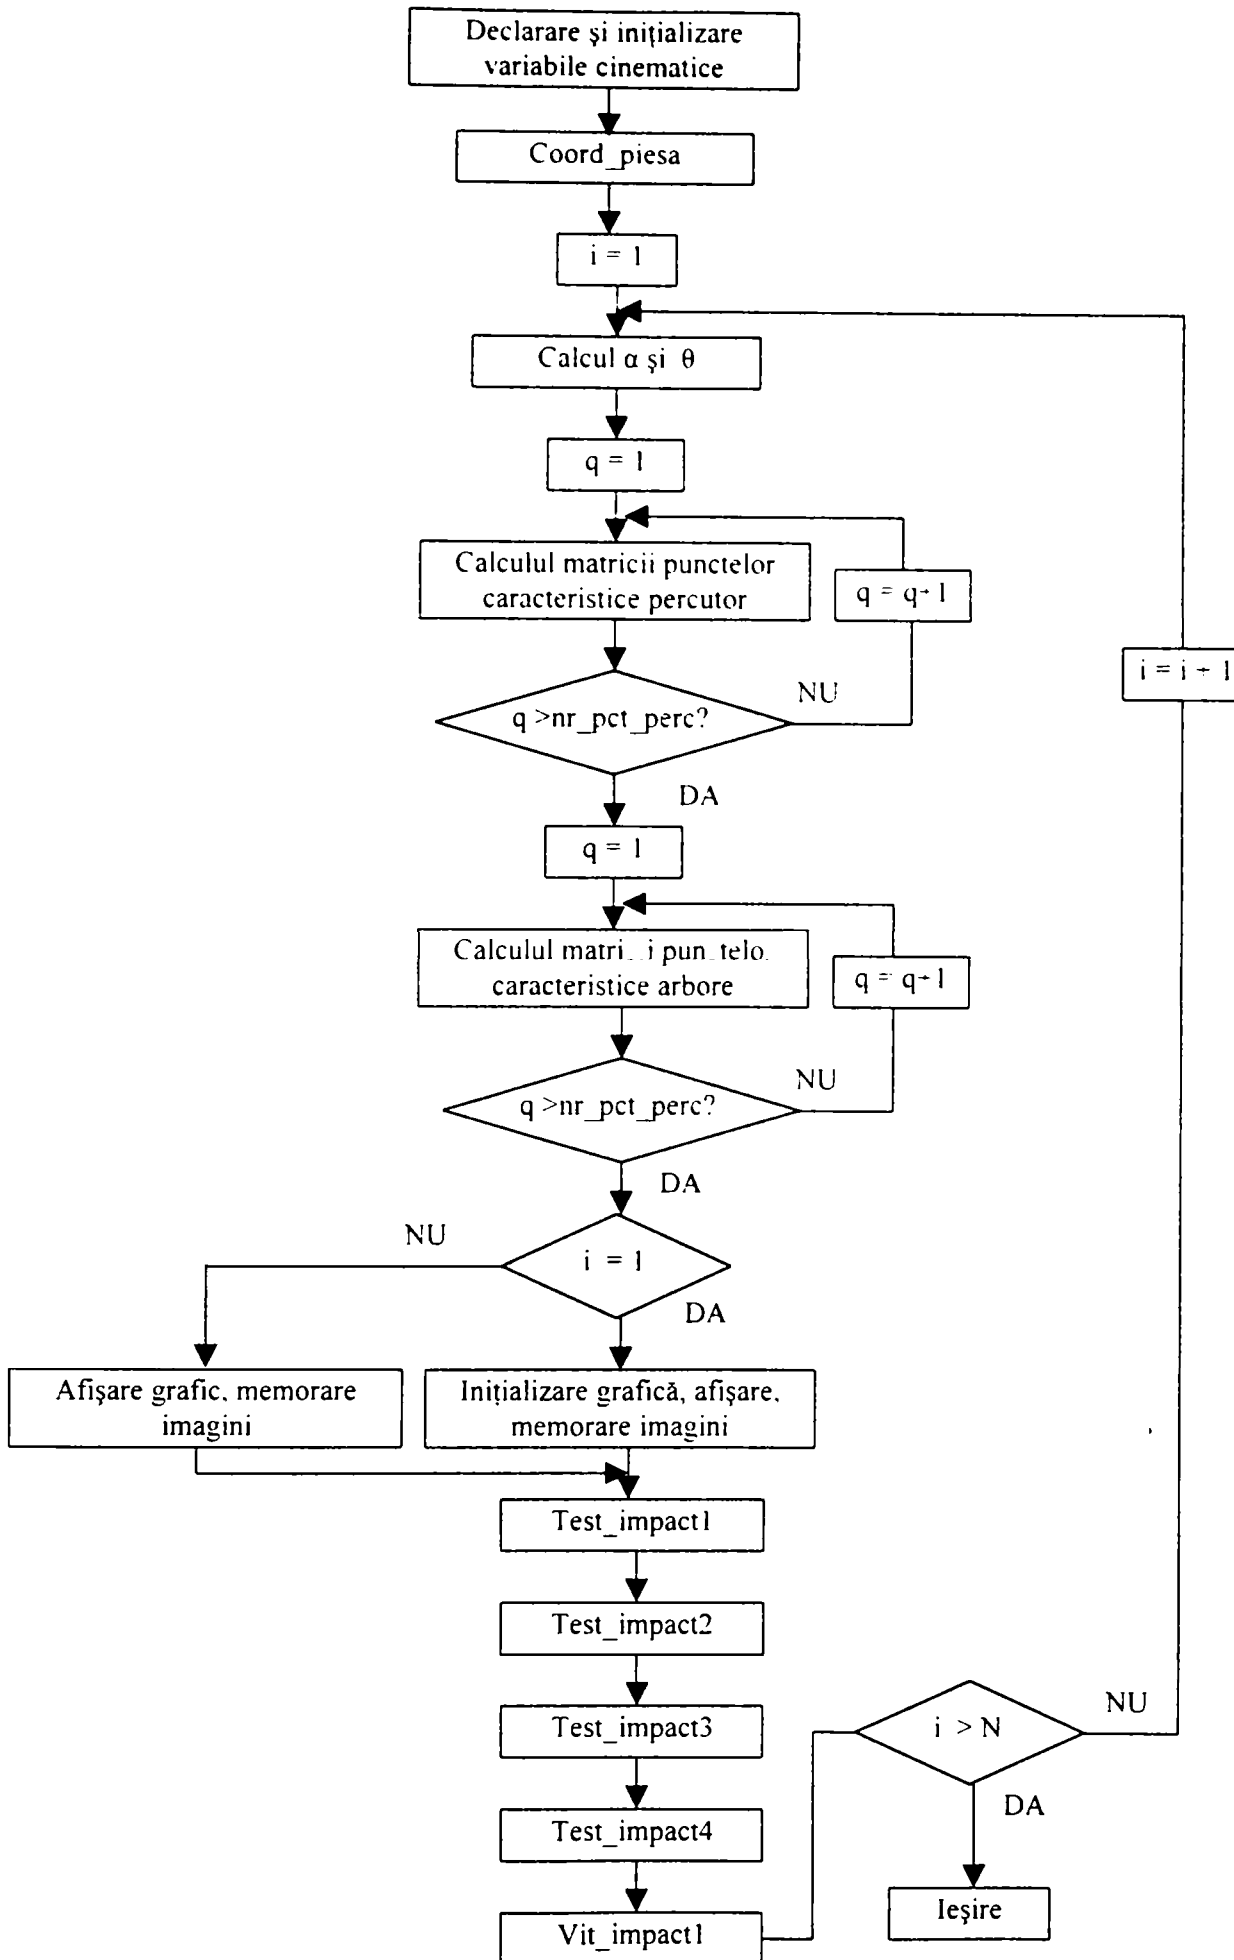 Declarare şi iniţializare
variabile cinematice
Coord_piesa
i = 1
Calcul α şi θ
q = 1
Calculul matricii punctelor
caracteristice percutor
q = q+1
i = i + 1
NU
q >nr_pct_perc?
DA
q = 1
Calculul
caracteristice arbore
q = q+1
NU
q >nr_pct_perc?
DA
NU
i = 1
DA
Afişare grafic, memorare
imagini
Iniţializare grafică, afişare,
memorare imagini
Test_impact1
Test_impact2
Test_impact3
i > N
NU
DA
Test_impact4
Ieşire
Vit_impact1